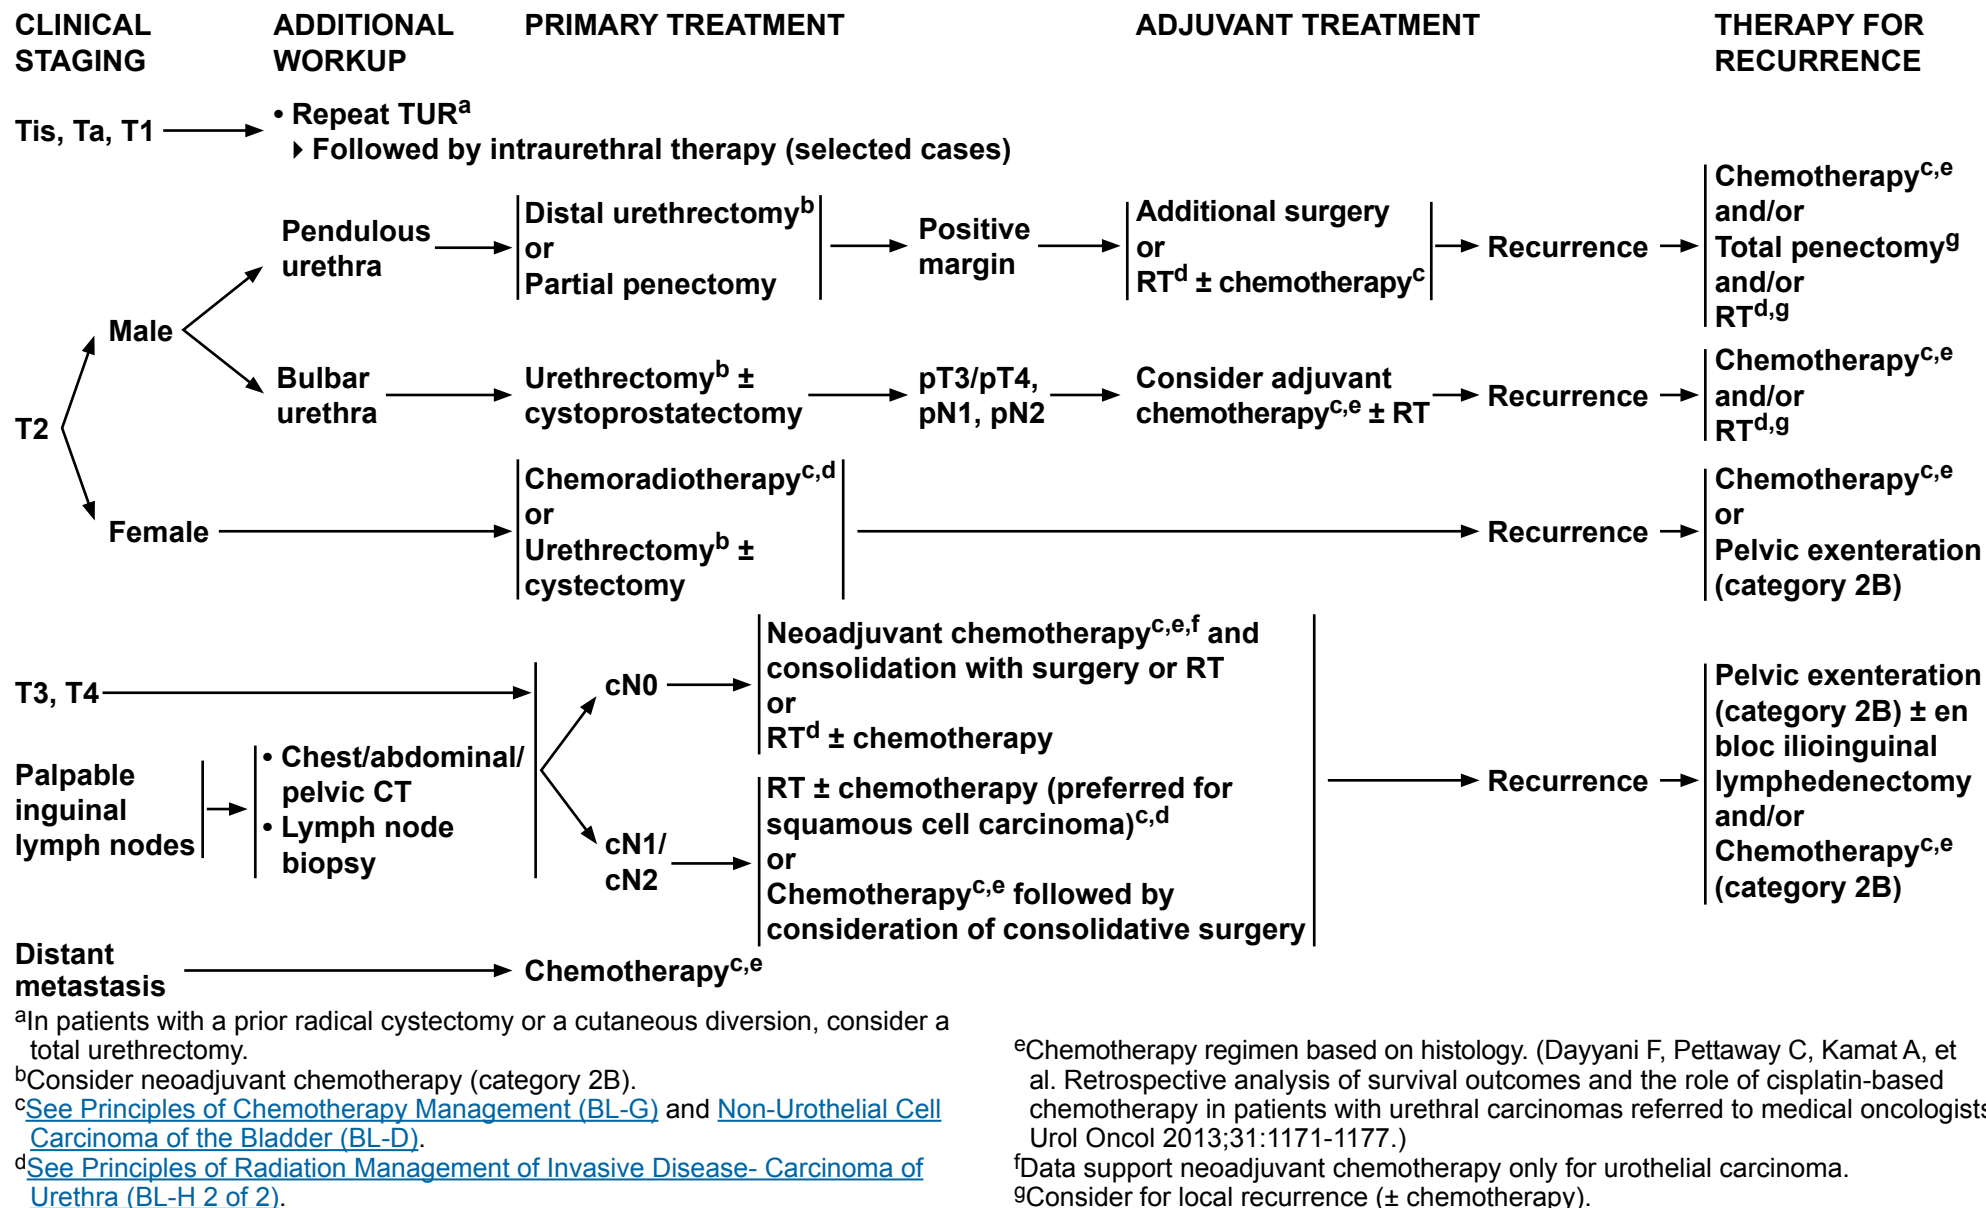 CLINICAL
STAGING
ADDITIONAL
WORKUP
PRIMARY TREATMENT
ADJUVANT TREATMENT
THERAPY FOR
RECURRENCE
Tis, Ta, T1
• Repeat TURa
Followed by intraurethral therapy (selected cases)
T2
Male
Pendulous
urethra
Distal urethrectomyb
or
Partial penectomy
Positive
margin
Additional surgery
or
RTd ± chemotherapyc
Recurrence
Chemotherapyc,e
and/or
Total penectomyg
and/or
RTd,g
Bulbar
urethra
Urethrectomyb ±
cystoprostatectomy
pT3/pT4,
pN1, pN2
Consider adjuvant
chemotherapyc,e ± RT
Recurrence
Chemotherapyc,e
and/or
RTd,g
Female
Chemoradiotherapyc,d
or
Urethrectomyb ±
cystectomy
Recurrence
Chemotherapyc,e
or
Pelvic exenteration
(category 2B)
T3, T4
Palpable
inguinal
lymph nodes
• Chest/abdominal/
pelvic CT
• Lymph node
biopsy
cN0
Neoadjuvant chemotherapyc,e,f and
consolidation with surgery or RT
or
RTd ± chemotherapy
cN1/
cN2
RT ± chemotherapy (preferred for
squamous cell carcinoma)c,d
or
Chemotherapyc,e followed by
consideration of consolidative surgery
Recurrence
Pelvic exenteration
(category 2B) ± en
bloc ilioinguinal
lymphedenectomy
and/or
Chemotherapyc,e
(category 2B)
Distant
metastasis
Chemotherapyc,e
aIn patients with a prior radical cystectomy or a cutaneous diversion, consider a
total urethrectomy.
bConsider neoadjuvant chemotherapy (category 2B).
cSee Principles of Chemotherapy Management (BL-G) and Non-Urothelial Cell
Carcinoma of the Bladder (BL-D).
dSee Principles of Radiation Management of Invasive Disease- Carcinoma of
Urethra (BL-H 2 of 2).
eChemotherapy regimen based on histology. (Dayyani F, Pettaway C, Kamat A, et
al. Retrospective analysis of survival outcomes and the role of cisplatin-based
chemotherapy in patients with urethral carcinomas referred to medical oncologists
Urol Oncol 2013;31:1171-1177.)
fData support neoadjuvant chemotherapy only for urothelial carcinoma.
gConsider for local recurrence (± chemotherapy).